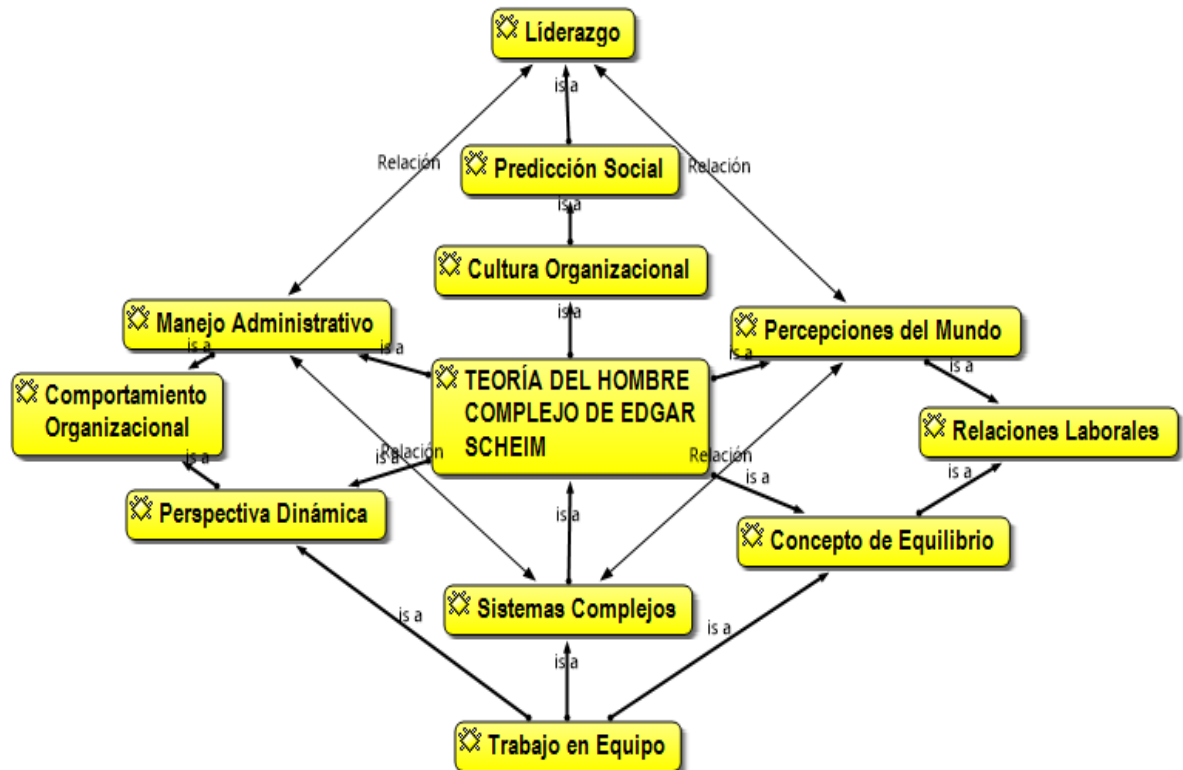 Líderazgo
is a
Relación
Predicción Social
Relación
is a
Cultura Organizacional
is a
Manejo Administrativo
Percepciones del Mundo
is a
is a
is a
is a
TEORÍA DEL HOMBRE
COMPLEJO DE EDGAR
SCHEIM
Comportamiento
Organizacional
Relaciones Laborales
is a
is a
Relación
Relación
is a
is a
Perspectiva Dinámica
is a
Concepto de Equilibrio
Sistemas Complejos
is a
is a
is a
Trabajo en Equipo